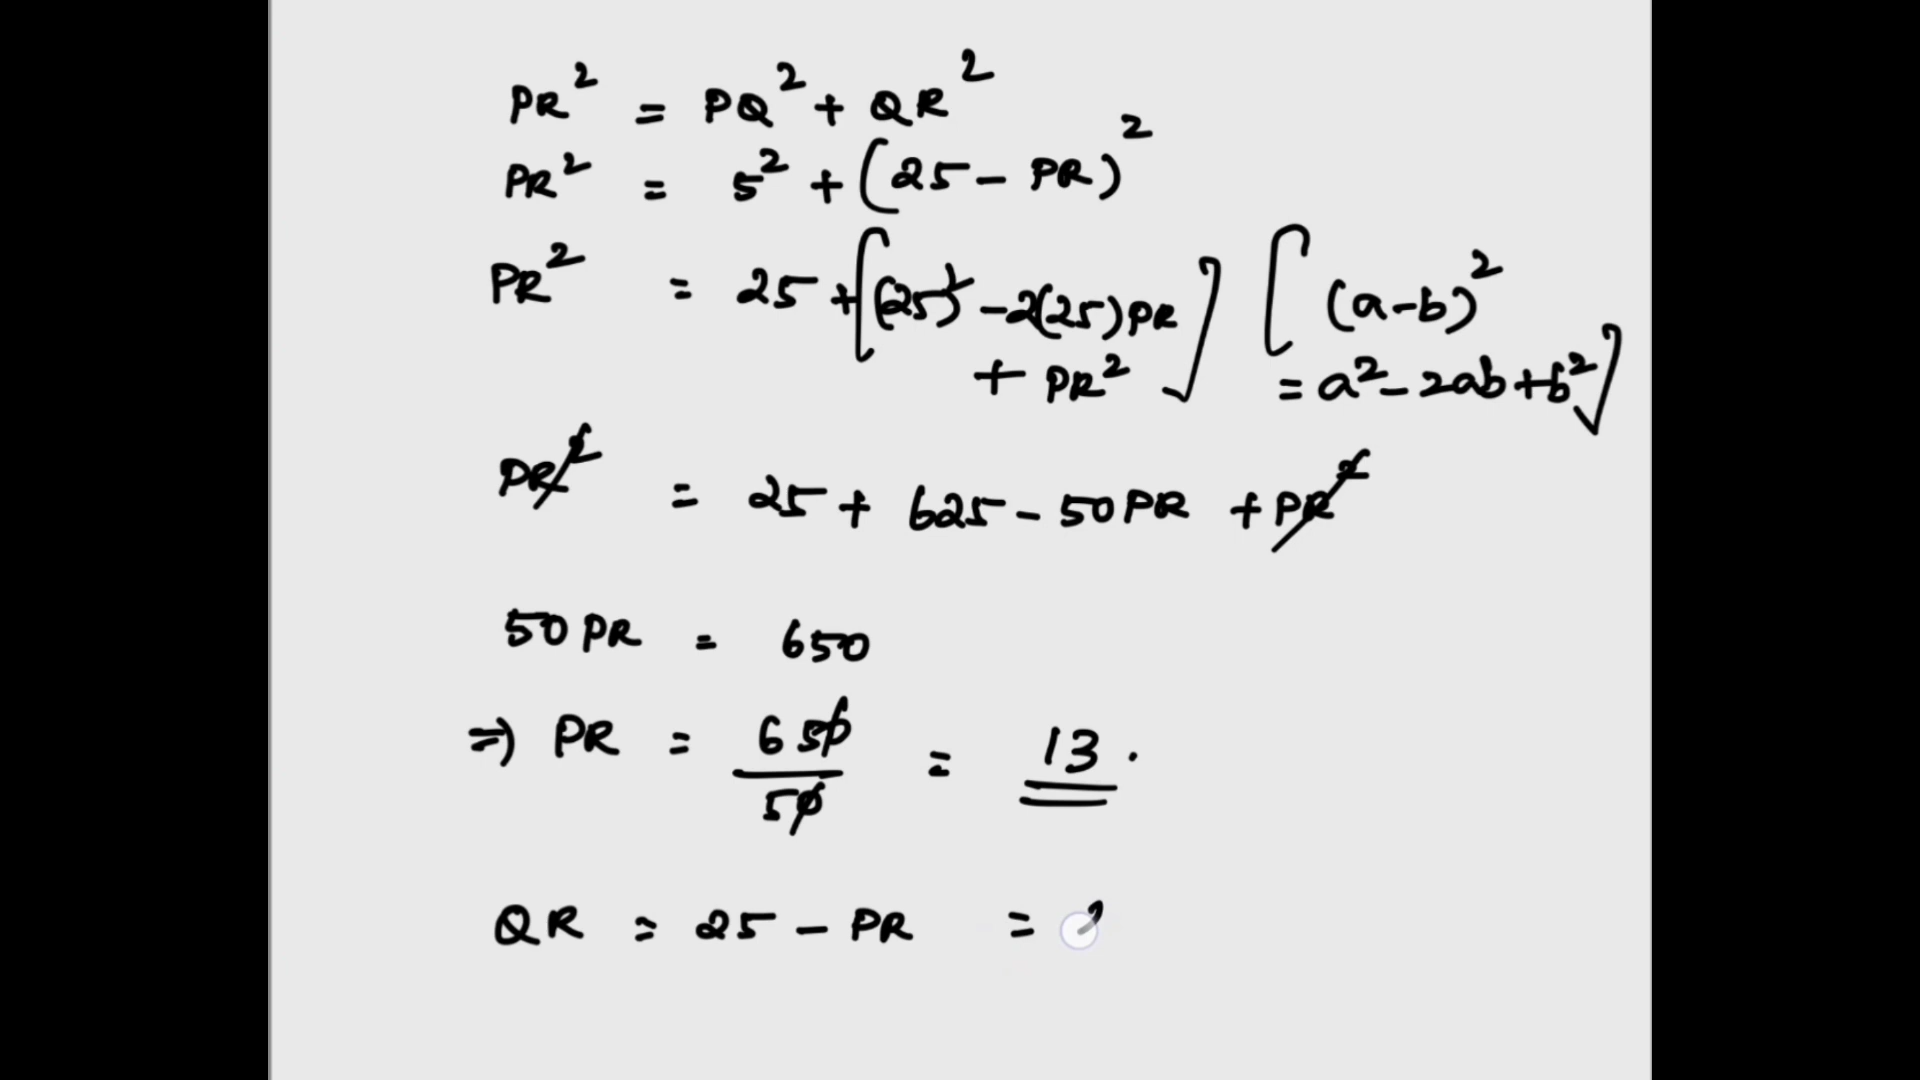 PR² = PQ² + QR²
PR² = 5² + (25 - PR)²
PR² = 25 + [(25)² - 2(25)PR + PR²] [(a-b)² = a² - 2ab + b²]
PR² = 25 + 625 - 50PR + PR²
50PR = 650
⇒ PR = 650/50 = 13.
QR = 25 - PR =